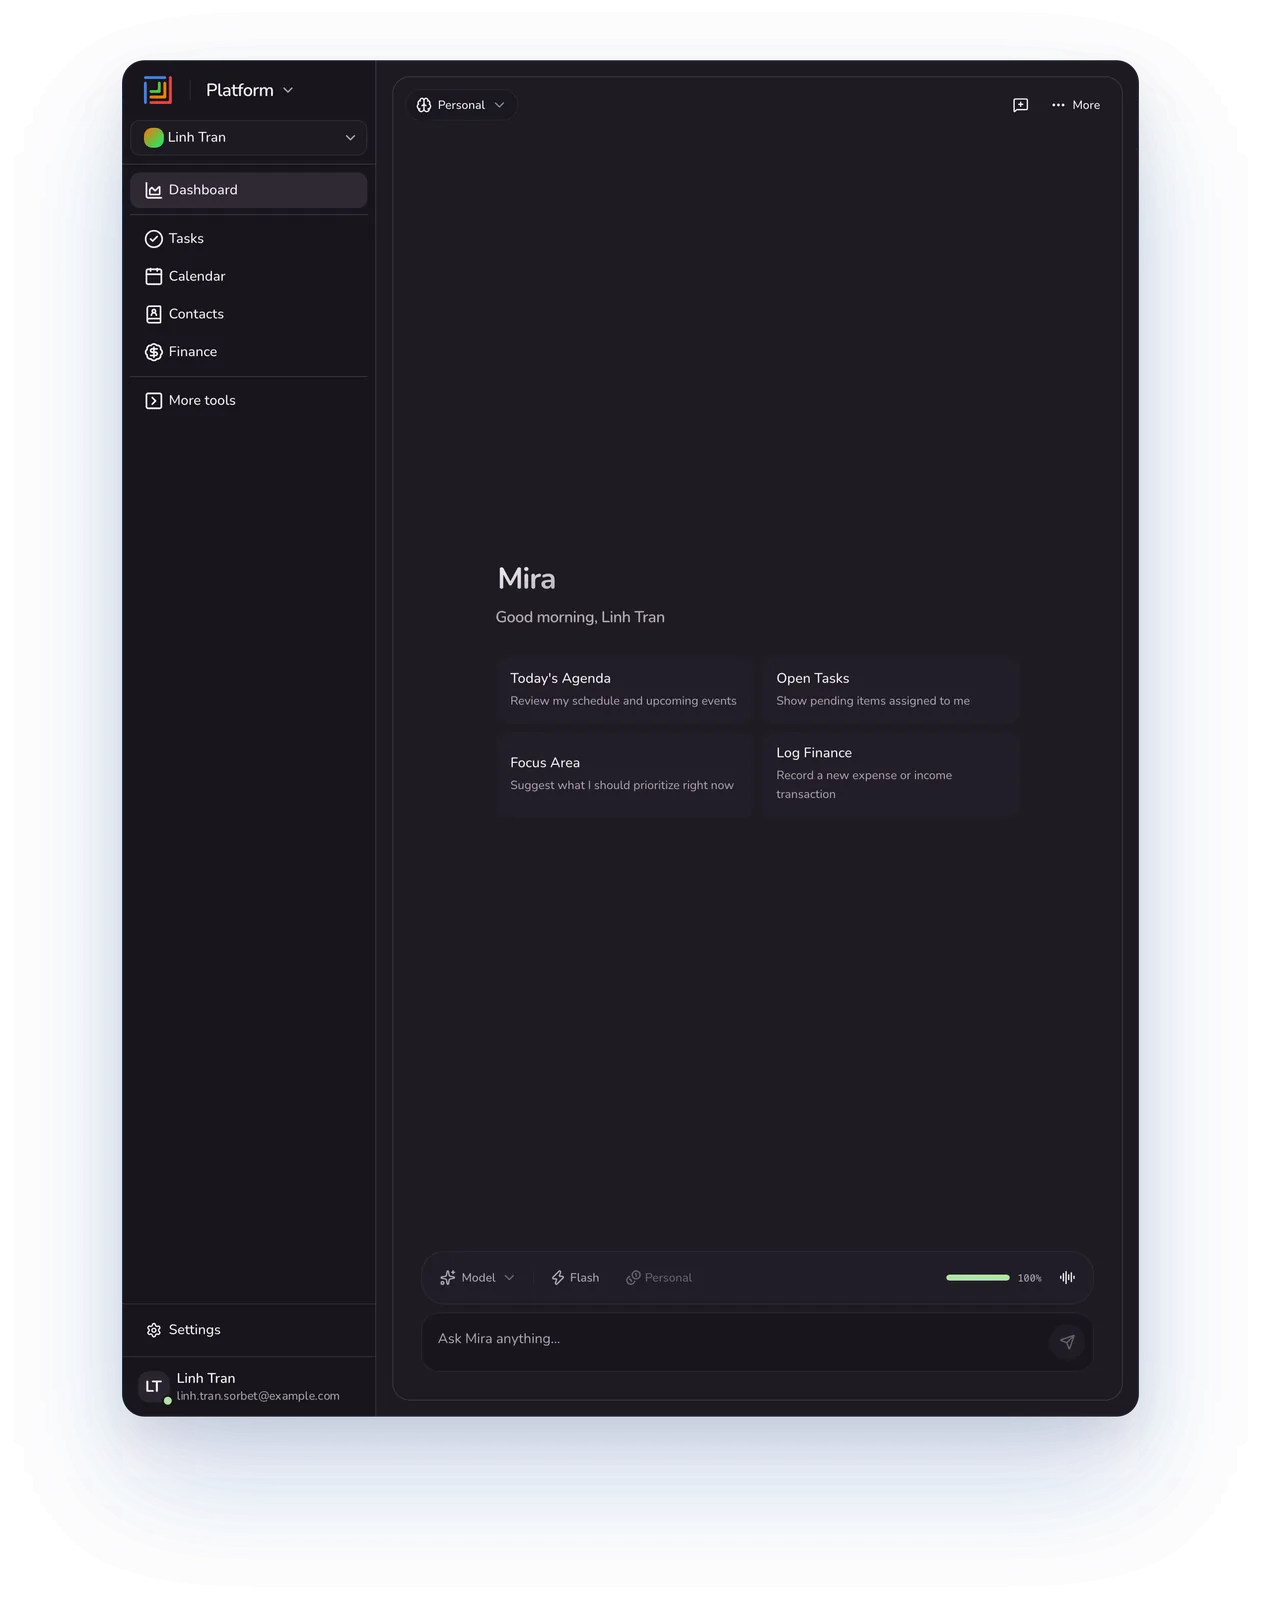 Platform
Linh Tran
Dashboard
Tasks
Calendar
Contacts
Finance
More tools
Settings
LT
Linh Tran
linh.tran.sorbet@example.com
Personal
More
Mira
Good morning, Linh Tran
Today's Agenda
Review my schedule and upcoming events
Open Tasks
Show pending items assigned to me
Focus Area
Suggest what I should prioritize right now
Log Finance
Record a new expense or income
transaction
Model
Flash
Personal
100%
Ask Mira anything...